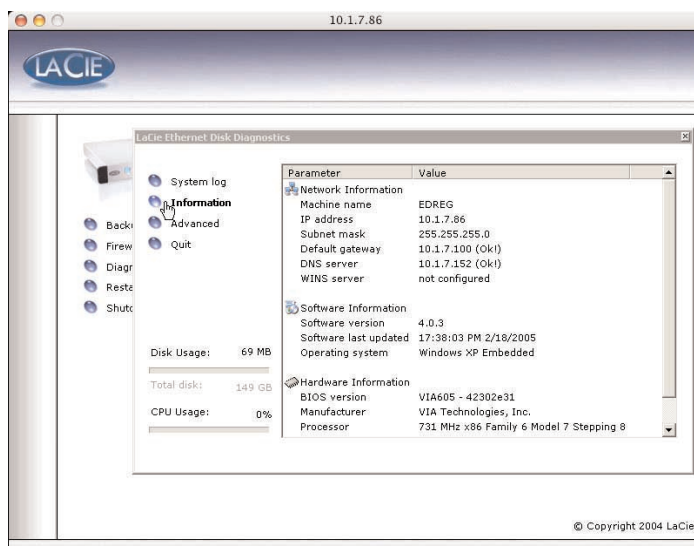 10.1.7.86
LACIE
LaCie Ethernet Disk Diagnostics
System log
Information
Advanced
Quit
Disk Usage: 69 MB
Total disk: 149 GB
CPU Usage: 0%
Parameter Value
Network Information
Machine name EDREG
IP address 10.1.7.86
Subnet mask 255.255.255.0
Default gateway 10.1.7.100 (Ok!)
DNS server 10.1.7.152 (Ok!)
WINS server not configured
Software Information
Software version 4.0.3
Software last updated 17:38:03 PM 2/18/2005
Operating system Windows XP Embedded
Hardware Information
BIOS version VIA605 - 42302e31
Manufacturer VIA Technologies, Inc.
Processor 731 MHz x86 Family 6 Model 7 Stepping 8
© Copyright 2004 LaCie